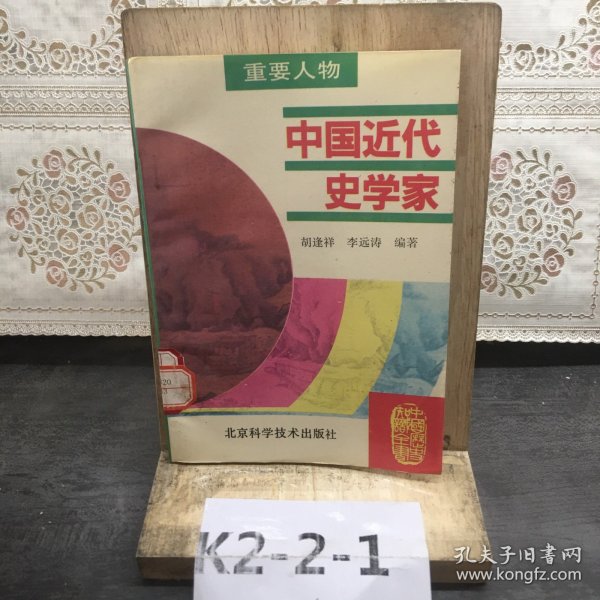 重要人物
中国近代
史学家
胡逢祥 李远涛 编著
北京科学技术出版社
K2-2-1
孔夫子旧书网
www.kongfz.com